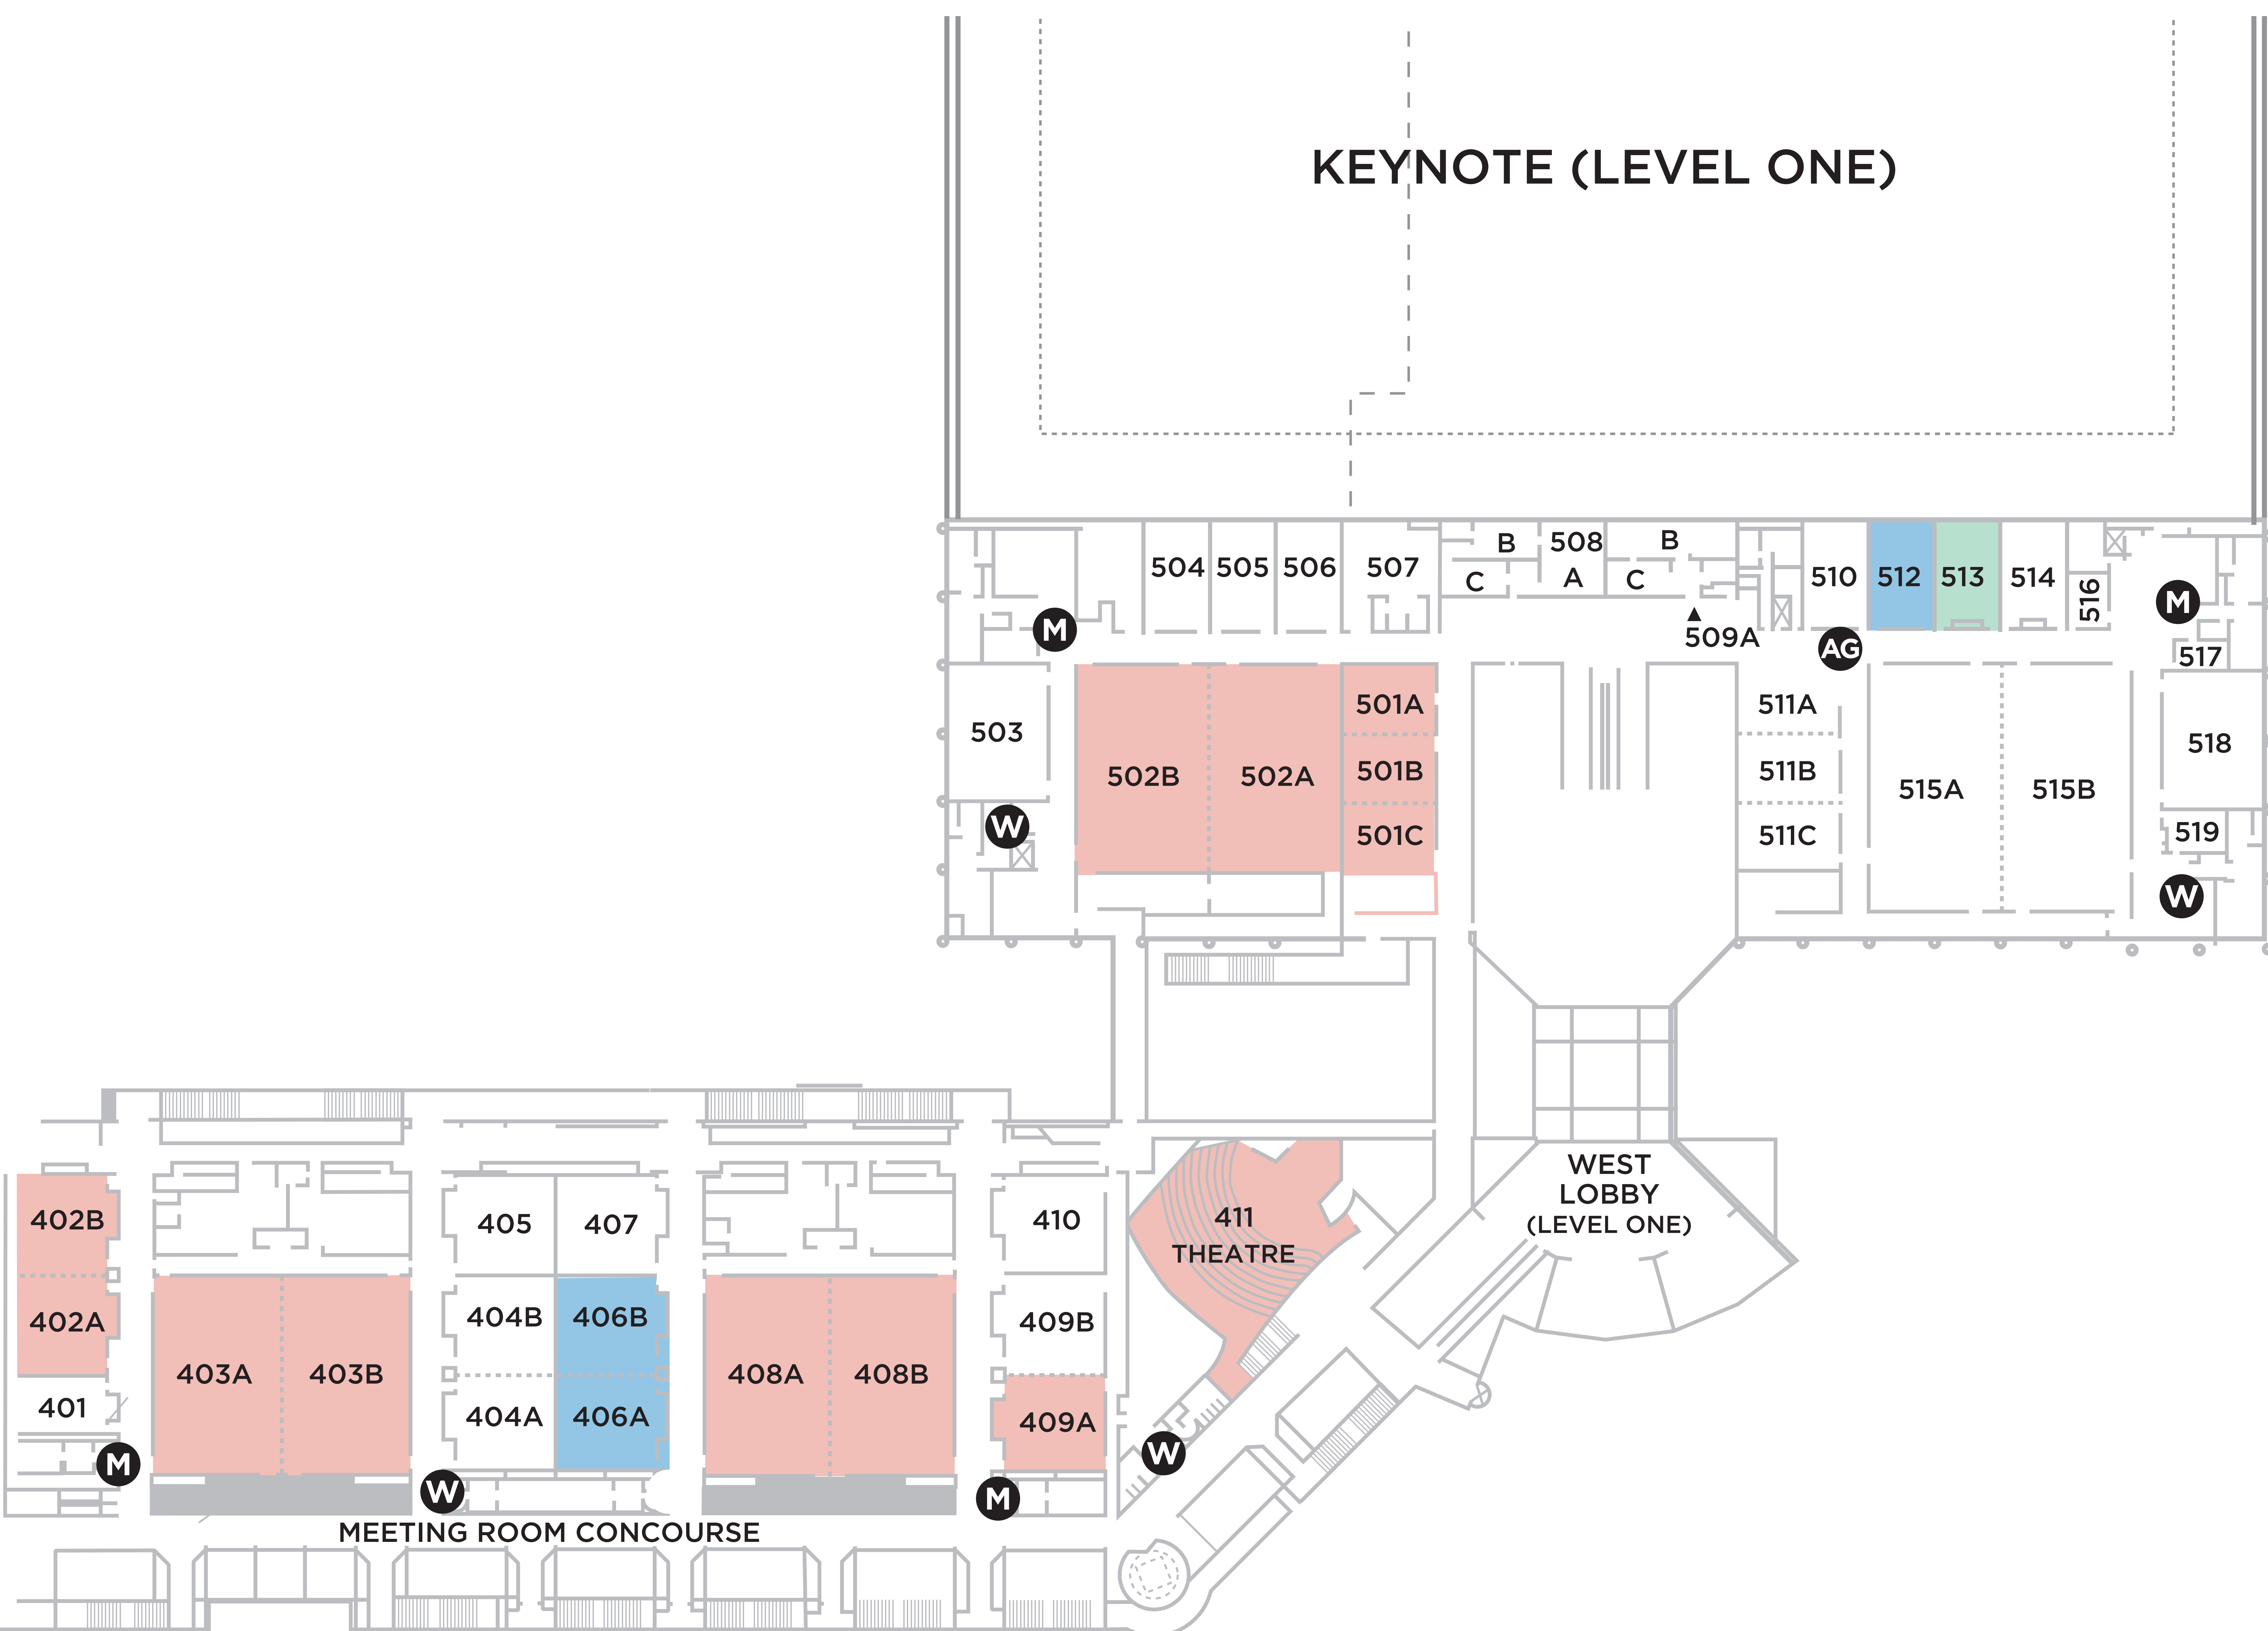 KEYNOTE (LEVEL ONE)
504
505
506
507
B
C
508
A
B
C
509A
510
512
513
514
516
M
M
AG
517
503
502B
502A
501A
501B
501C
511A
511B
511C
515A
515B
518
519
W
W
WEST
LOBBY
(LEVEL ONE)
402B
402A
401
403A
403B
405
407
404B
406B
404A
406A
408A
408B
410
409B
409A
411
THEATRE
M
W
M
W
MEETING ROOM CONCOURSE